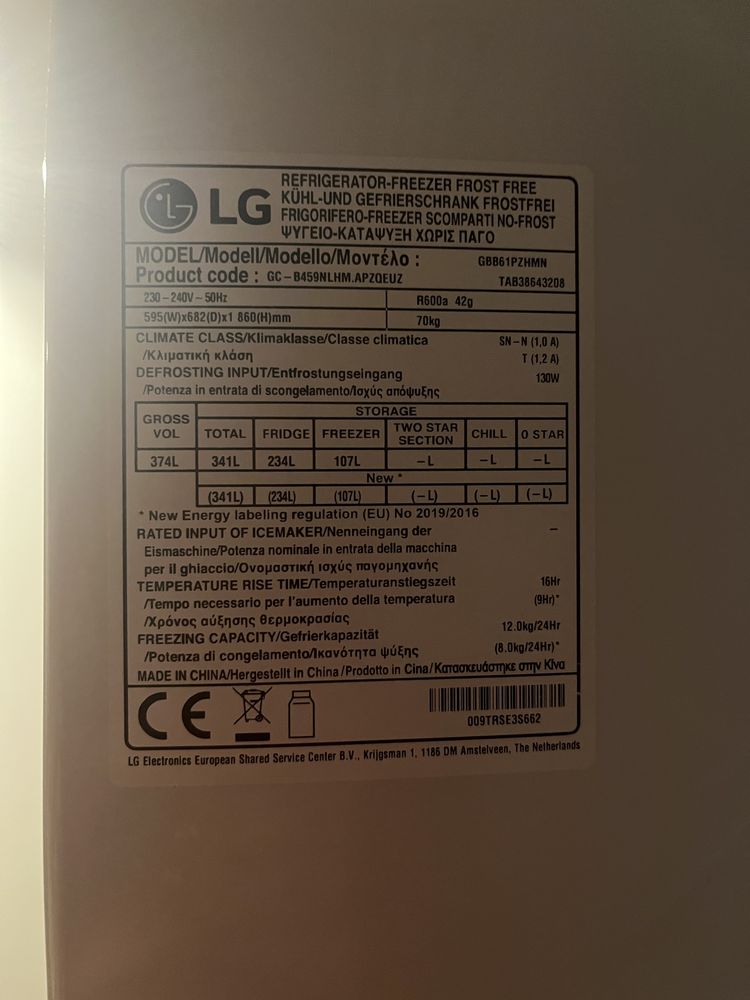 LG
REFRIGERATOR-FREEZER FROST FREE
KÜHL-UND GEFRIERSCHRANK FROSTFREI
FRIGORIFERO-FREEZER SCOMPARTI NO-FROST
ΨΥΓΕΙΟ-ΚΑΤΑΨΥΞΗ ΧΩΡΙΣ ΠΑΓΟ
MODEL/Modell/Modello/Μοντέλο : GBB61PZHMN
Product code : GC-B459NLHM.APZQEUZ TAB38643208
230-240V~50Hz R600a 42g
595(W)x682(D)x1 860(H)mm 70kg
CLIMATE CLASS/Klimaklasse/Classe climatica SN-N (1,0 A)
/Κλιματική κλάση T (1,2 A)
DEFROSTING INPUT/Entfrostungseingang 130W
/Potenza in entrata di scongelamento/Ισχύς απόψυξης
GROSS VOL STORAGE
TOTAL FRIDGE FREEZER TWO STAR SECTION CHILL 0 STAR
374L 341L 234L 107L -L -L -L
New *
(341L) (234L) (107L) (-L) (-L) (-L)
* New Energy labeling regulation (EU) No 2019/2016
RATED INPUT OF ICEMAKER/Nenneingang der -
Eismaschine/Potenza nominale in entrata della macchina
per il ghiaccio/Ονομαστική ισχύς παγομηχανής
TEMPERATURE RISE TIME/Temperaturanstiegszeit 16Hr
/Tempo necessario per l'aumento della temperatura (9Hr)*
/Χρόνος αύξησης θερμοκρασίας
FREEZING CAPACITY/Gefrierkapazität 12.0kg/24Hr
/Potenza di congelamento/Ικανότητα ψύξης (8.0kg/24Hr)*
MADE IN CHINA/Hergestellt in China/Prodotto in Cina/Κατασκευάστηκε στην Κίνα
CE
009TRSE3S662
LG Electronics European Shared Service Center B.V., Krijgsman 1, 1186 DM Amstelveen, The Netherlands